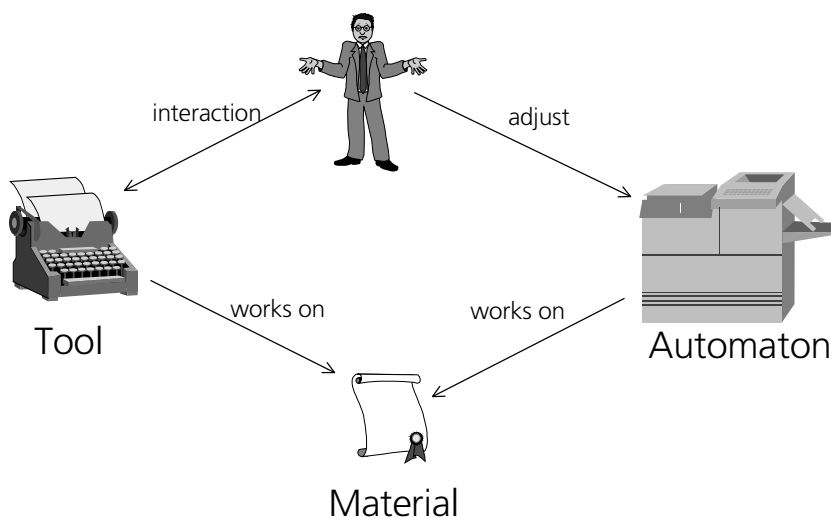 interaction
adjust
works on
works on
Tool
Automaton
Material